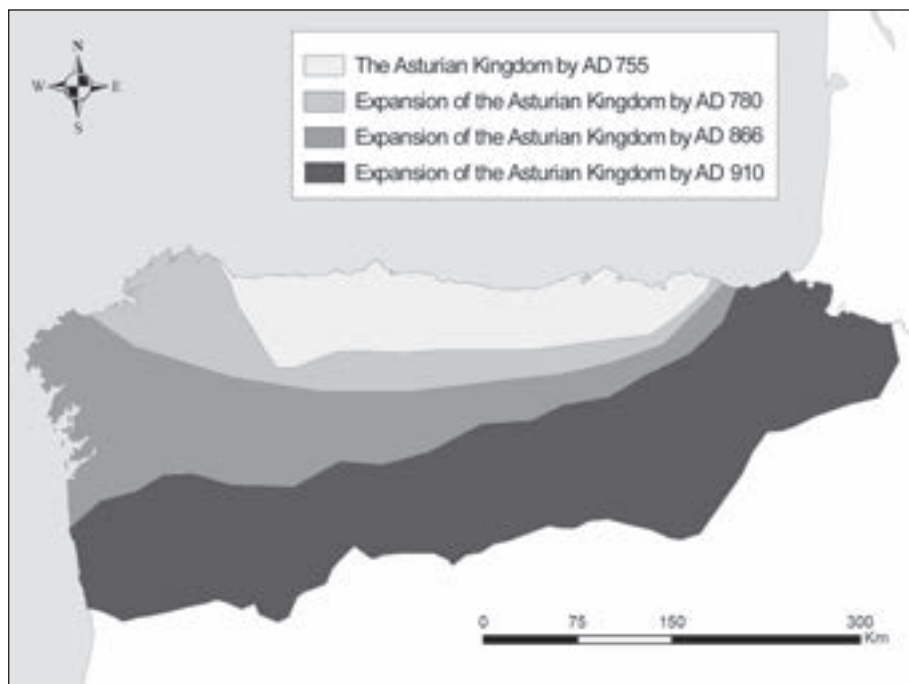 N
W E
S
The Asturian Kingdom by AD 755
Expansion of the Asturian Kingdom by AD 780
Expansion of the Asturian Kingdom by AD 866
Expansion of the Asturian Kingdom by AD 910
0 75 150 300
Km